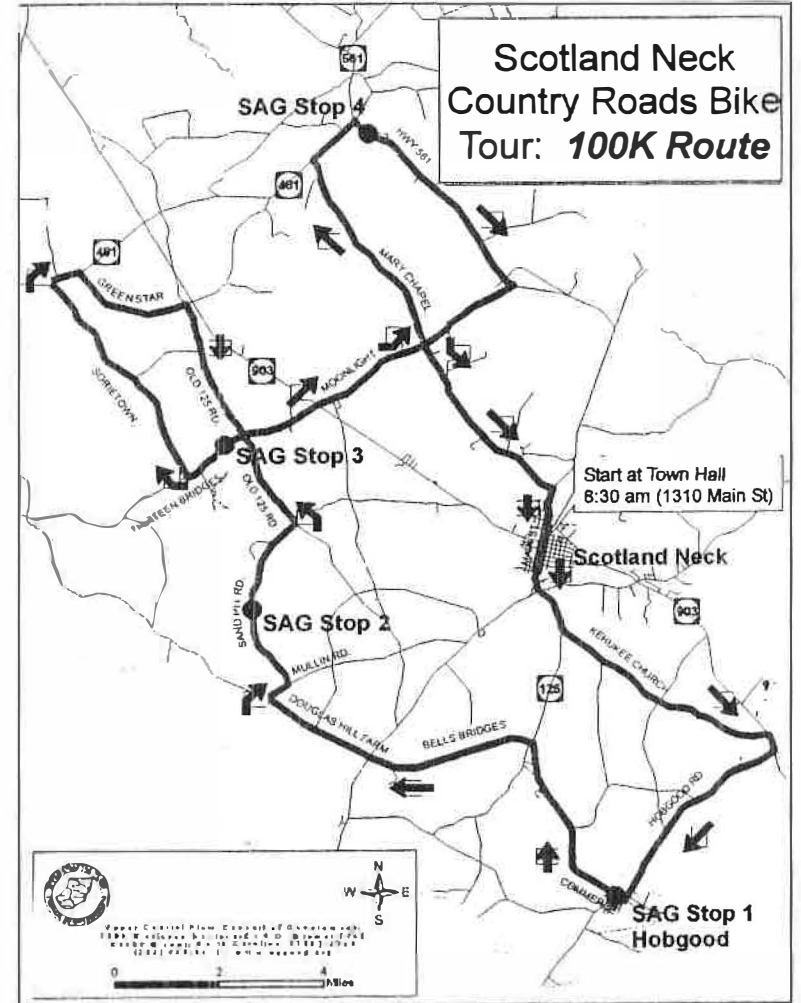 Scotland Neck
Country Roads Bike
Tour: 100K Route
561
SAG Stop 4
HWY 561
481
MARY CHAPEL
481
GREENSTAR
903
MOONLIGHT
SORIETOWN
OLD 125 RD.
SAG Stop 3
BRIDGES
OLD 125 RD
Start at Town Hall
8:30 am (1310 Main St)
Scotland Neck
903
SAND PIT RD
SAG Stop 2
MULLIN RD.
KEHUKEE CHURCH
125
DOUGLAS HILL FARM
BELLS BRIDGES
HOBGOOD RD
COMMERCE
SAG Stop 1
Hobgood
N
W E
S
0 2 4
Miles